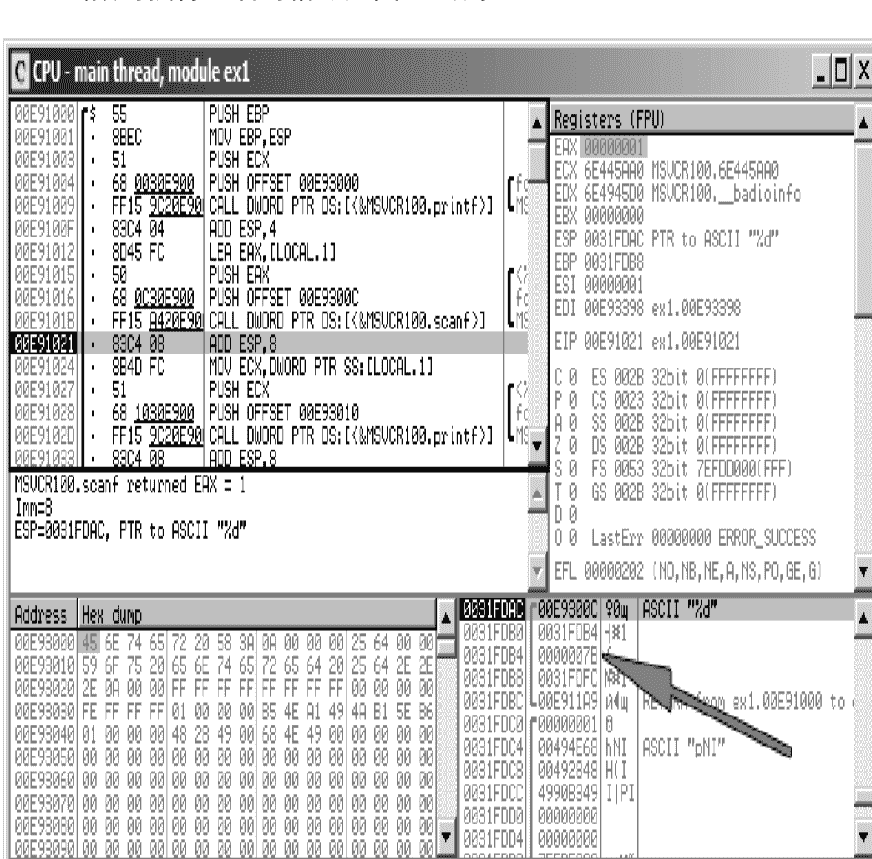 CPU - main thread, module ex1
00E91000 $ 55 PUSH EBP
00E91001 . 8BEC MOV EBP,ESP
00E91003 . 51 PUSH ECX
00E91004 . 68 0030E900 PUSH OFFSET 00E93000
00E91009 . FF15 9C20E90 CALL DWORD PTR DS:[<&MSVCR100.printf>]
00E9100F . 83C4 04 ADD ESP,4
00E91012 . 8D45 FC LEA EAX,[LOCAL.1]
00E91015 . 50 PUSH EAX
00E91016 . 68 0C30E900 PUSH OFFSET 00E9300C
00E9101B . FF15 A420E90 CALL DWORD PTR DS:[<&MSVCR100.scanf>]
00E91021 . 83C4 08 ADD ESP,8
00E91024 . 8B4D FC MOV ECX,DWORD PTR SS:[LOCAL.1]
00E91027 . 51 PUSH ECX
00E91028 . 68 1030E900 PUSH OFFSET 00E93010
00E9102D . FF15 9C20E90 CALL DWORD PTR DS:[<&MSVCR100.printf>]
00E91033 . 83C4 08 ADD ESP,8
MSVCR100.scanf returned EAX = 1
Imm=8
ESP=0031FDAC, PTR to ASCII "%d"
Registers (FPU)
EAX 00000001
ECX 6E445AA0 MSVCR100.6E445AA0
EDX 6E4945D0 MSVCR100.__badioinfo
EBX 00000000
ESP 0031FDAC PTR to ASCII "%d"
EBP 0031FDB8
ESI 00000001
EDI 00E93398 ex1.00E93398
EIP 00E91021 ex1.00E91021
C 0 ES 002B 32bit 0(FFFFFFFF)
P 0 CS 0023 32bit 0(FFFFFFFF)
A 0 SS 002B 32bit 0(FFFFFFFF)
Z 0 DS 002B 32bit 0(FFFFFFFF)
S 0 FS 0053 32bit 7EFDD000(FFF)
T 0 GS 002B 32bit 0(FFFFFFFF)
D 0
O 0 LastErr 00000000 ERROR_SUCCESS
EFL 00000202 (NO,NB,NE,A,NS,PO,GE,G)
Address Hex dump
00E93000 45 6E 74 65 72 20 58 3A 0A 00 00 00 25 64 00 00
00E93010 59 6F 75 20 65 6E 74 65 72 65 64 20 25 64 2E 2E
00E93020 2E 0A 00 00 FF FF FF FF FF FF FF FF 00 00 00 00
00E93030 FE FF FF FF 01 00 00 00 B5 4E A1 49 4A B1 5E B6
00E93040 01 00 00 00 48 28 49 00 68 4E 49 00 00 00 00 00
00E93050 00 00 00 00 00 00 00 00 00 00 00 00 00 00 00 00
00E93060 00 00 00 00 00 00 00 00 00 00 00 00 00 00 00 00
00E93070 00 00 00 00 00 00 00 00 00 00 00 00 00 00 00 00
00E93080 00 00 00 00 00 00 00 00 00 00 00 00 00 00 00 00
00E93090 00 00 00 00 00 00 00 00 00 00 00 00 00 00 00 00
0031FDAC 00E9300C ASCII "%d"
0031FDB0 0031FDB4
0031FDB4 0000007B {
0031FDB8 0031FDFC
0031FDBC 00E911A9 from ex1.00E91000 to
0031FDC0 00000001
0031FDC4 00494E68 hNI ASCII "pNI"
0031FDC8 00492848 H(I
0031FDCC 4990B349
0031FDD0 00000000
0031FDD4 00000000